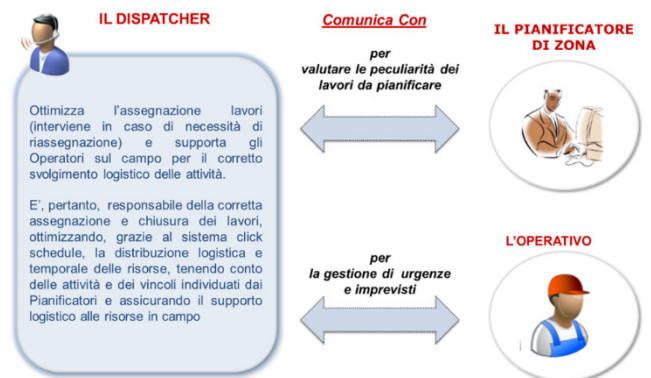 IL DISPATCHER
Ottimizza l'assegnazione lavori
(interviene in caso di necessità di
riassegnazione) e supporta gli
Operatori sul campo per il corretto
svolgimento logistico delle attività.
E', pertanto, responsabile della corretta
assegnazione e chiusura dei lavori,
ottimizzando, grazie al sistema click
schedule, la distribuzione logistica e
temporale delle risorse, tenendo conto
delle attività e dei vincoli individuati dai
Pianificatori e assicurando il supporto
logistico alle risorse in campo
Comunica Con
per
valutare le peculiarità dei
lavori da pianificare
per
la gestione di urgenze
e imprevisti
IL PIANIFICATORE
DI ZONA
L'OPERATIVO